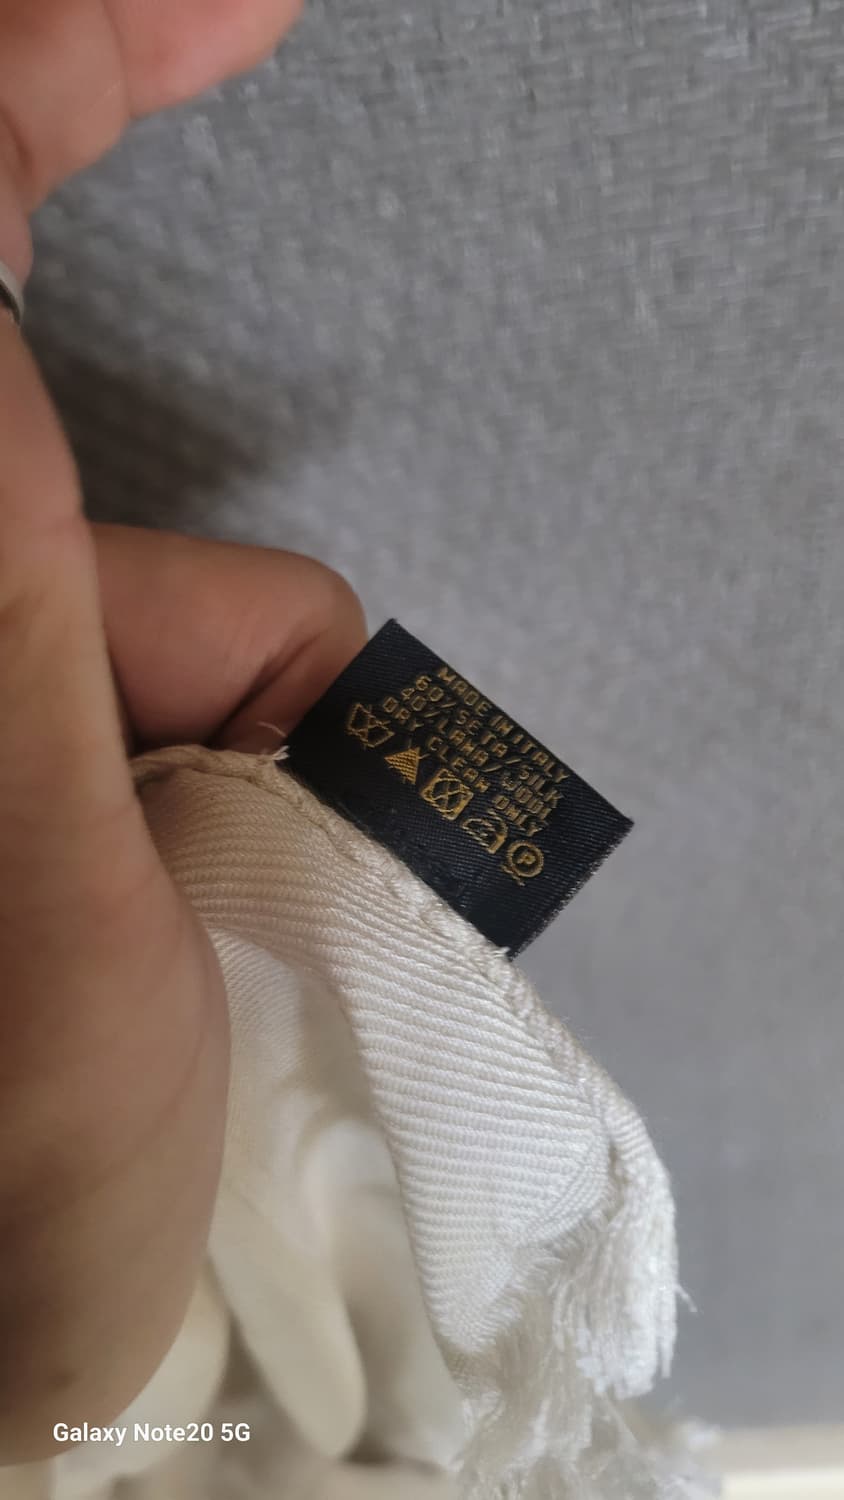 MADE IN ITALY
60%SETA/SILK
40%LANA/WOOL
DRY CLEAN ONLY
P
Galaxy Note20 5G